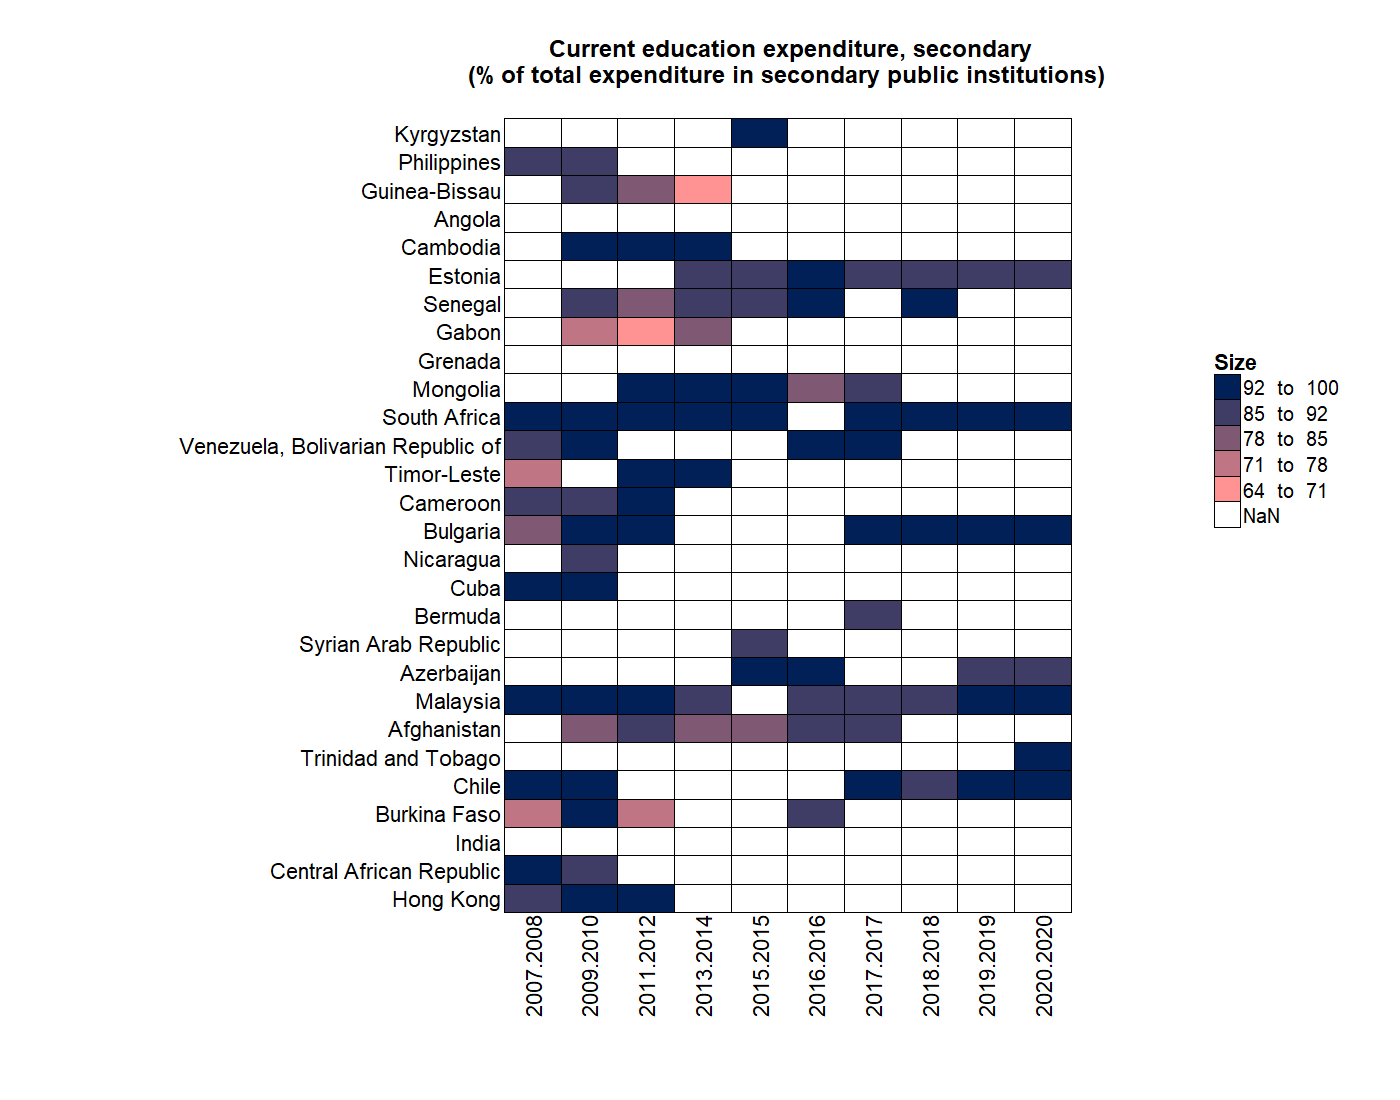 Current education expenditure, secondary
(% of total expenditure in secondary public institutions)
Kyrgyzstan
Philippines
Guinea-Bissau
Angola
Cambodia
Estonia
Senegal
Gabon
Grenada
Mongolia
South Africa
Venezuela, Bolivarian Republic of
Timor-Leste
Cameroon
Bulgaria
Nicaragua
Cuba
Bermuda
Syrian Arab Republic
Azerbaijan
Malaysia
Afghanistan
Trinidad and Tobago
Chile
Burkina Faso
India
Central African Republic
Hong Kong
2007.2008
2009.2010
2011.2012
2013.2014
2015.2015
2016.2016
2017.2017
2018.2018
2019.2019
2020.2020
Size
92 to 100
85 to 92
78 to 85
71 to 78
64 to 71
NaN